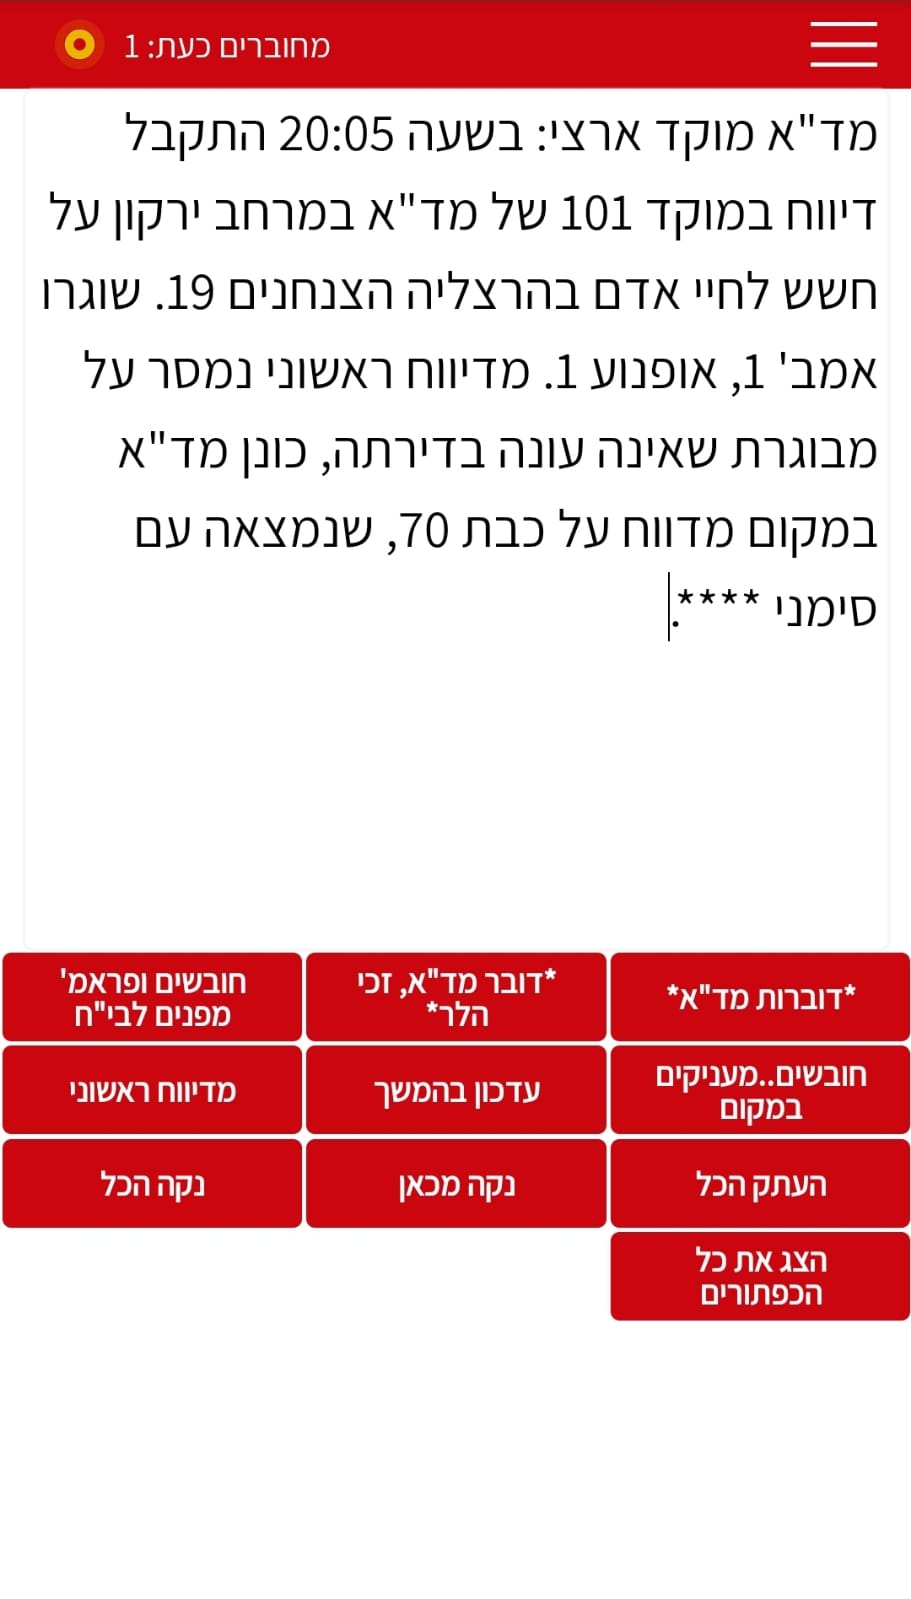 מחוברים כעת: 1
מד"א מוקד ארצי: בשעה 20:05 התקבל
דיווח במוקד 101 של מד"א במרחב ירקון על
חשש לחיי אדם בהרצליה הצנחנים 19. שוגרו
אמב' 1, אופנוע 1. מדיווח ראשוני נמסר על
מבוגרת שאינה עונה בדירתה, כונן מד"א
במקום מדווח על כבת 70, שנמצאה עם
סימני ****.
*דוברות מד"א*
*דובר מד"א, זכי
הלר*
חובשים ופראמ'
מפנים לבי"ח
חובשים..מעניקים
במקום
עדכון בהמשך
מדיווח ראשוני
העתק הכל
נקה מכאן
נקה הכל
הצג את כל
הכפתורים